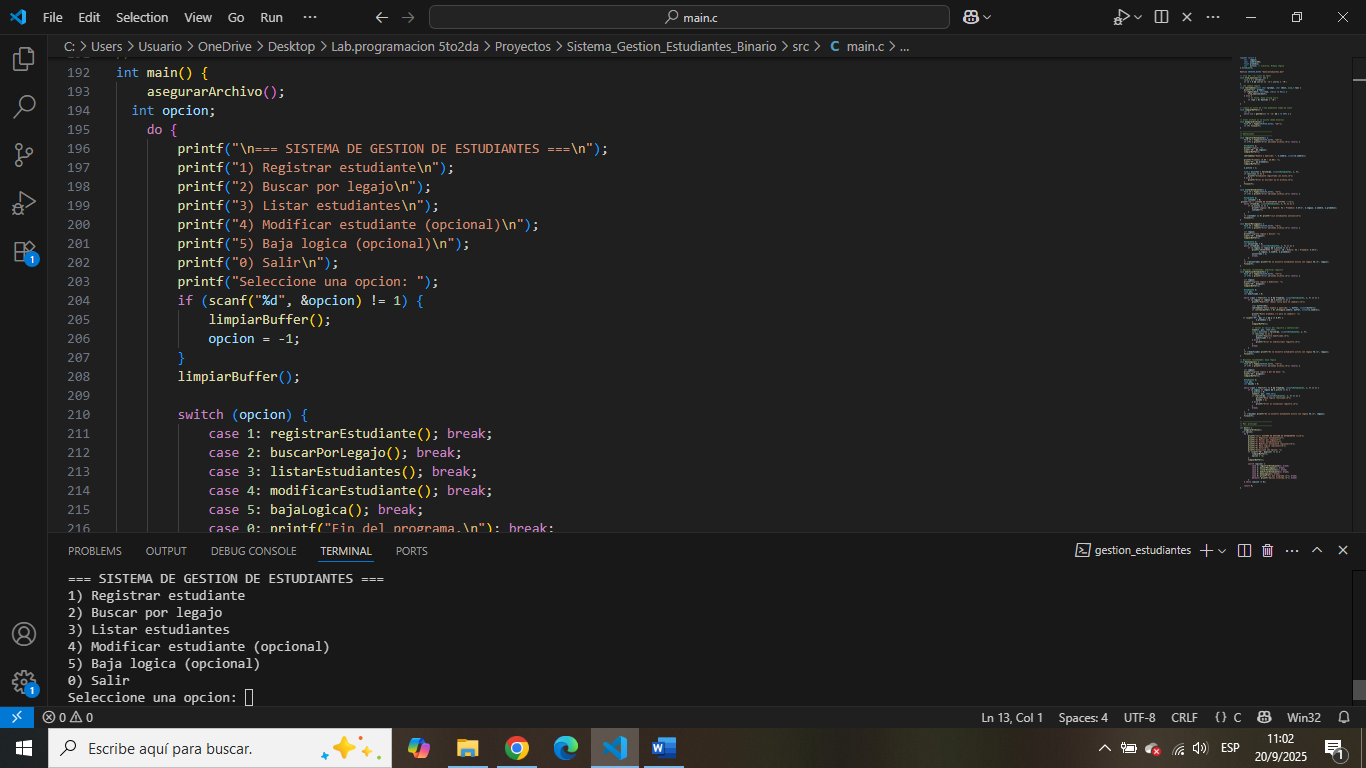 File Edit Selection View Go Run ··· main.c
C: > Users > Usuario > OneDrive > Desktop > Lab.programacion 5to2da > Proyectos > Sistema_Gestion_Estudiantes_Binario > src > C main.c > ...
192 int main() {
193 asegurarArchivo();
194 int opcion;
195 do {
196 printf("\n=== SISTEMA DE GESTION DE ESTUDIANTES ===\n");
197 printf("1) Registrar estudiante\n");
198 printf("2) Buscar por legajo\n");
199 printf("3) Listar estudiantes\n");
200 printf("4) Modificar estudiante (opcional)\n");
201 printf("5) Baja logica (opcional)\n");
202 printf("0) Salir\n");
203 printf("Seleccione una opcion: ");
204 if (scanf("%d", &opcion) != 1) {
205 limpiarBuffer();
206 opcion = -1;
207 }
208 limpiarBuffer();
209
210 switch (opcion) {
211 case 1: registrarEstudiante(); break;
212 case 2: buscarPorLegajo(); break;
213 case 3: listarEstudiantes(); break;
214 case 4: modificarEstudiante(); break;
215 case 5: bajaLogica(); break;
216 case 0: printf("Fin del programa.\n"); break;
PROBLEMS OUTPUT DEBUG CONSOLE TERMINAL PORTS gestion_estudiantes
=== SISTEMA DE GESTION DE ESTUDIANTES ===
1) Registrar estudiante
2) Buscar por legajo
3) Listar estudiantes
4) Modificar estudiante (opcional)
5) Baja logica (opcional)
0) Salir
Seleccione una opcion:
1
1
0 0 Ln 13, Col 1 Spaces: 4 UTF-8 CRLF {} C Win32
Escribe aquí para buscar. ESP 11:02
20/9/2025 1